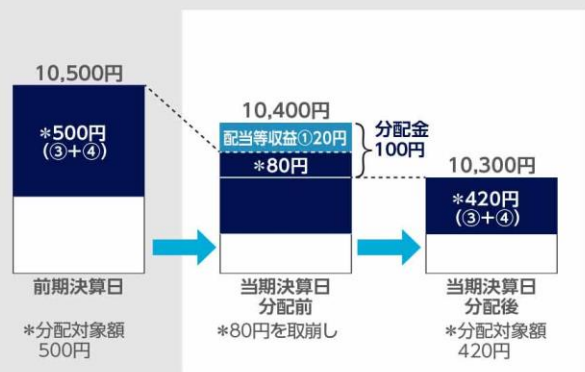 10,500円
*500円
(③+④)
前期決算日
*分配対象額
500円
10,400円
配当等収益①20円
*80円
分配金
100円
当期決算日
分配前
*80円を取崩し
10,300円
*420円
(③+④)
当期決算日
分配後
*分配対象額
420円